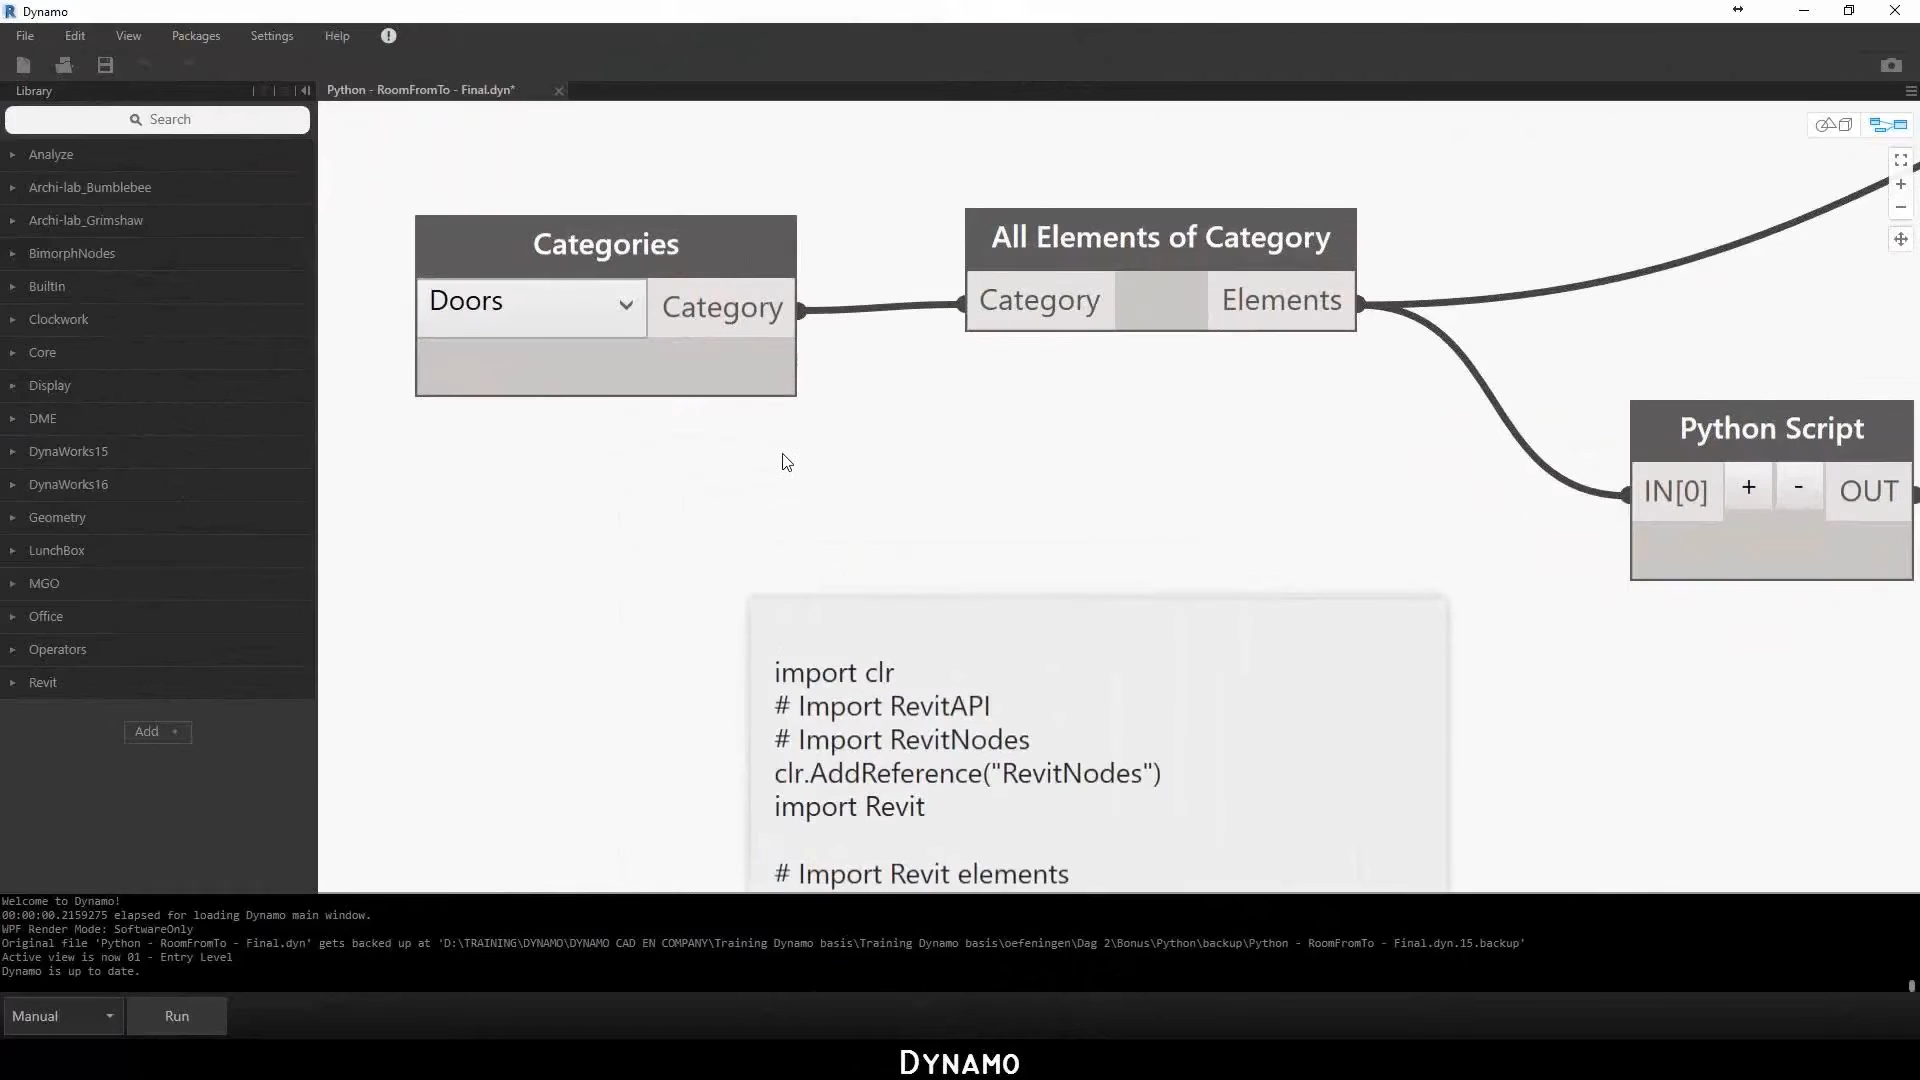 Dynamo
File Edit View Packages Settings Help
Library
Python - RoomFromTo - Final.dyn*
Search
Analyze
Archi-lab_Bumblebee
Archi-lab_Grimshaw
BimorphNodes
BuiltIn
Clockwork
Core
Display
DME
DynaWorks15
DynaWorks16
Geometry
LunchBox
MGO
Office
Operators
Revit
Add +
Categories
Doors
Category
All Elements of Category
Category
Elements
Python Script
IN[0] + - OUT
import clr
# Import RevitAPI
# Import RevitNodes
clr.AddReference("RevitNodes")
import Revit
# Import Revit elements
Welcome to Dynamo!
00:00:00.2159275 elapsed for loading Dynamo main window.
WPF Render Mode: SoftwareOnly
Original file 'Python - RoomFromTo - Final.dyn' gets backed up at 'D:\TRAINING\DYNAMO\DYNAMO CAD EN COMPANY\Training Dynamo basis\Training Dynamo basis\oefeningen\Dag 2\Bonus\Python\backup\Python - RoomFromTo - Final.dyn.15.backup'
Active view is now 01 - Entry Level
Dynamo is up to date.
Manual
Run
DYNAMO